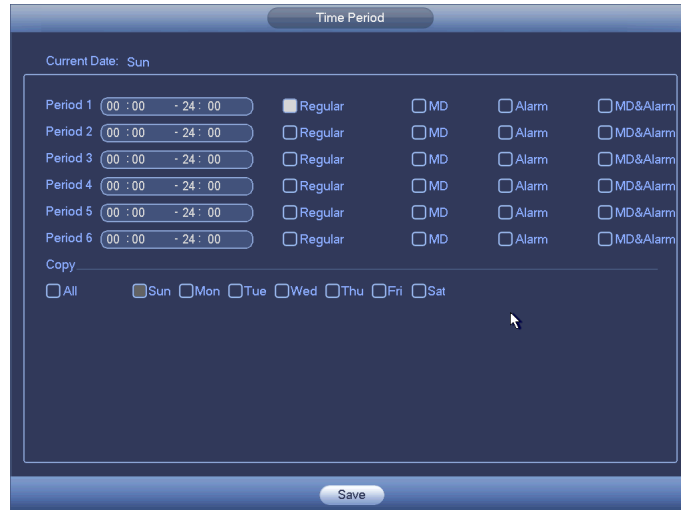 Time Period
Current Date: Sun
Period 1 00 : 00 - 24 : 00 Regular MD Alarm MD&Alarm
Period 2 00 : 00 - 24 : 00 Regular MD Alarm MD&Alarm
Period 3 00 : 00 - 24 : 00 Regular MD Alarm MD&Alarm
Period 4 00 : 00 - 24 : 00 Regular MD Alarm MD&Alarm
Period 5 00 : 00 - 24 : 00 Regular MD Alarm MD&Alarm
Period 6 00 : 00 - 24 : 00 Regular MD Alarm MD&Alarm
Copy
All Sun Mon Tue Wed Thu Fri Sat
Save